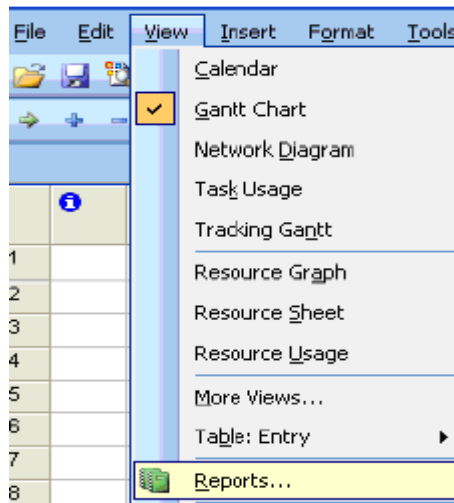 File Edit View Insert Format Tools
Calendar
Gantt Chart
Network Diagram
Task Usage
Tracking Gantt
1
Resource Graph
2
Resource Sheet
3
4
Resource Usage
5
More Views...
6
Table: Entry
7
Reports...
8